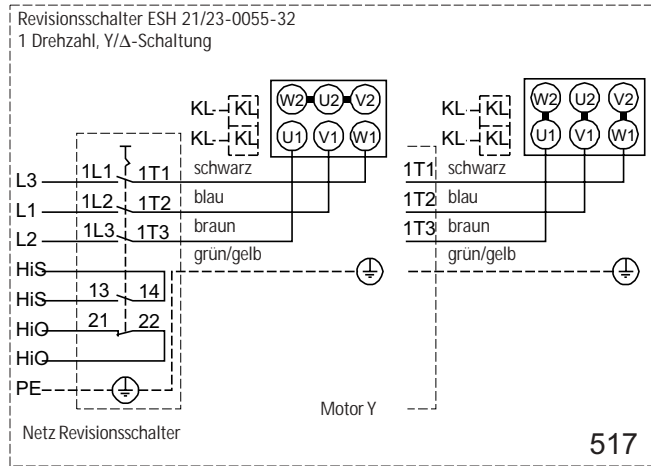 Revisionsschalter ESH 21/23-0055-32
1 Drehzahl, Y/Δ-Schaltung
KL KL W2 U2 V2
KL KL U1 V1 W1
KL KL W2 U2 V2
KL KL U1 V1 W1
L3 1L1 1T1 schwarz
L1 1L2 1T2 blau
L2 1L3 1T3 braun
grün/gelb
1T1 schwarz
1T2 blau
1T3 braun
grün/gelb
HiS
HiS 13 14
HiO 21 22
HiO
PE
Motor Y
Netz Revisionsschalter
517